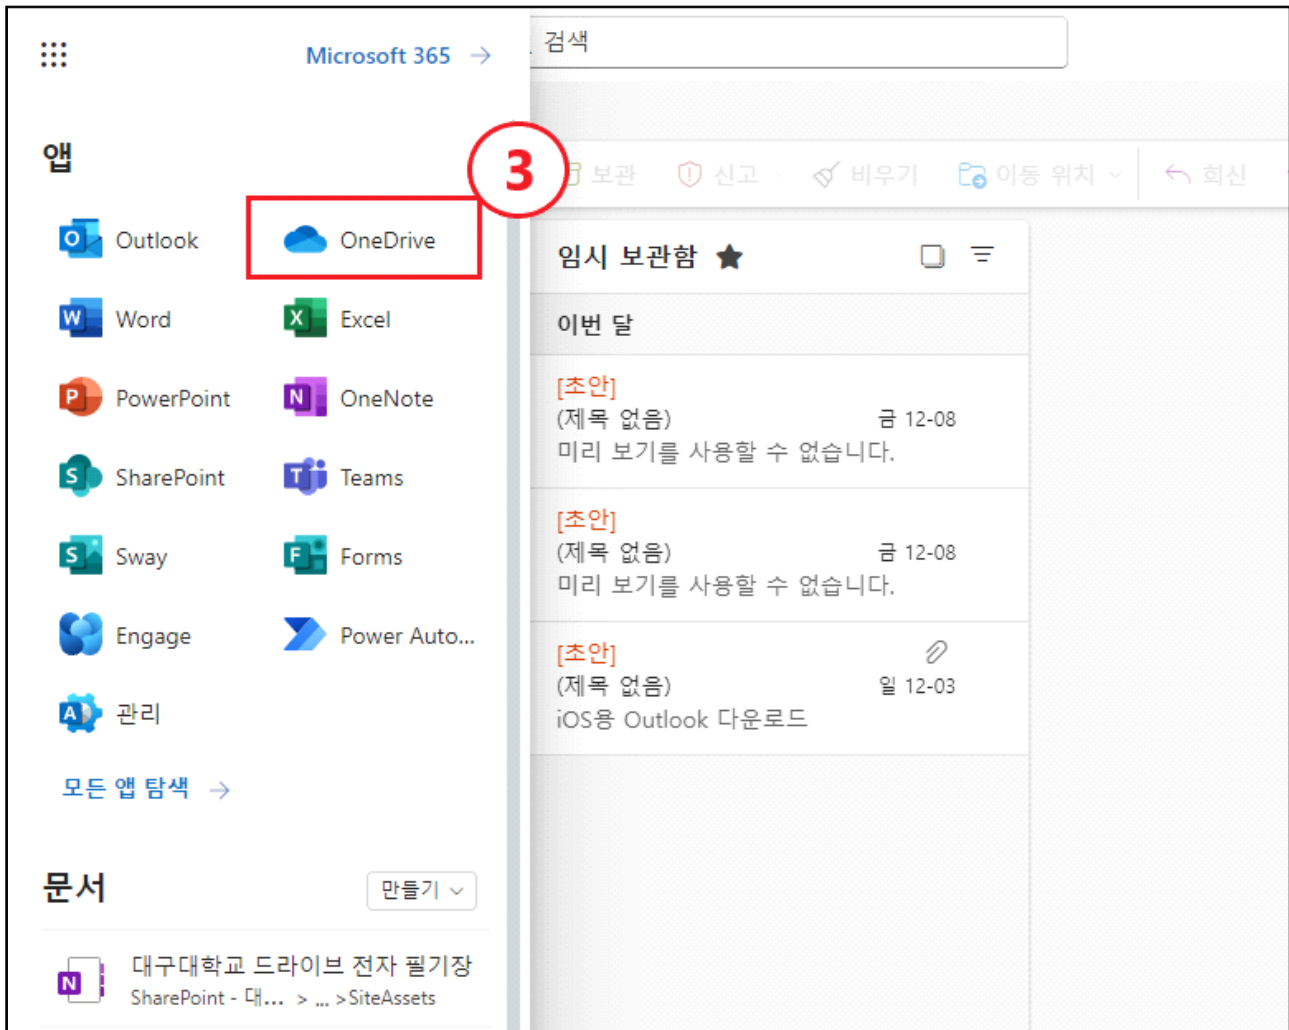 Microsoft 365 →
검색
앱
3
보관 신고 비우기 이동 위치 회신
Outlook OneDrive
Word Excel
PowerPoint OneNote
SharePoint Teams
Sway Forms
Engage Power Auto...
관리
모든 앱 탐색 →
문서 만들기
대구대학교 드라이브 전자 필기장
SharePoint - 대... > ... >SiteAssets
임시 보관함
이번 달
[초안]
(제목 없음) 금 12-08
미리 보기를 사용할 수 없습니다.
[초안]
(제목 없음) 금 12-08
미리 보기를 사용할 수 없습니다.
[초안]
(제목 없음) 일 12-03
iOS용 Outlook 다운로드